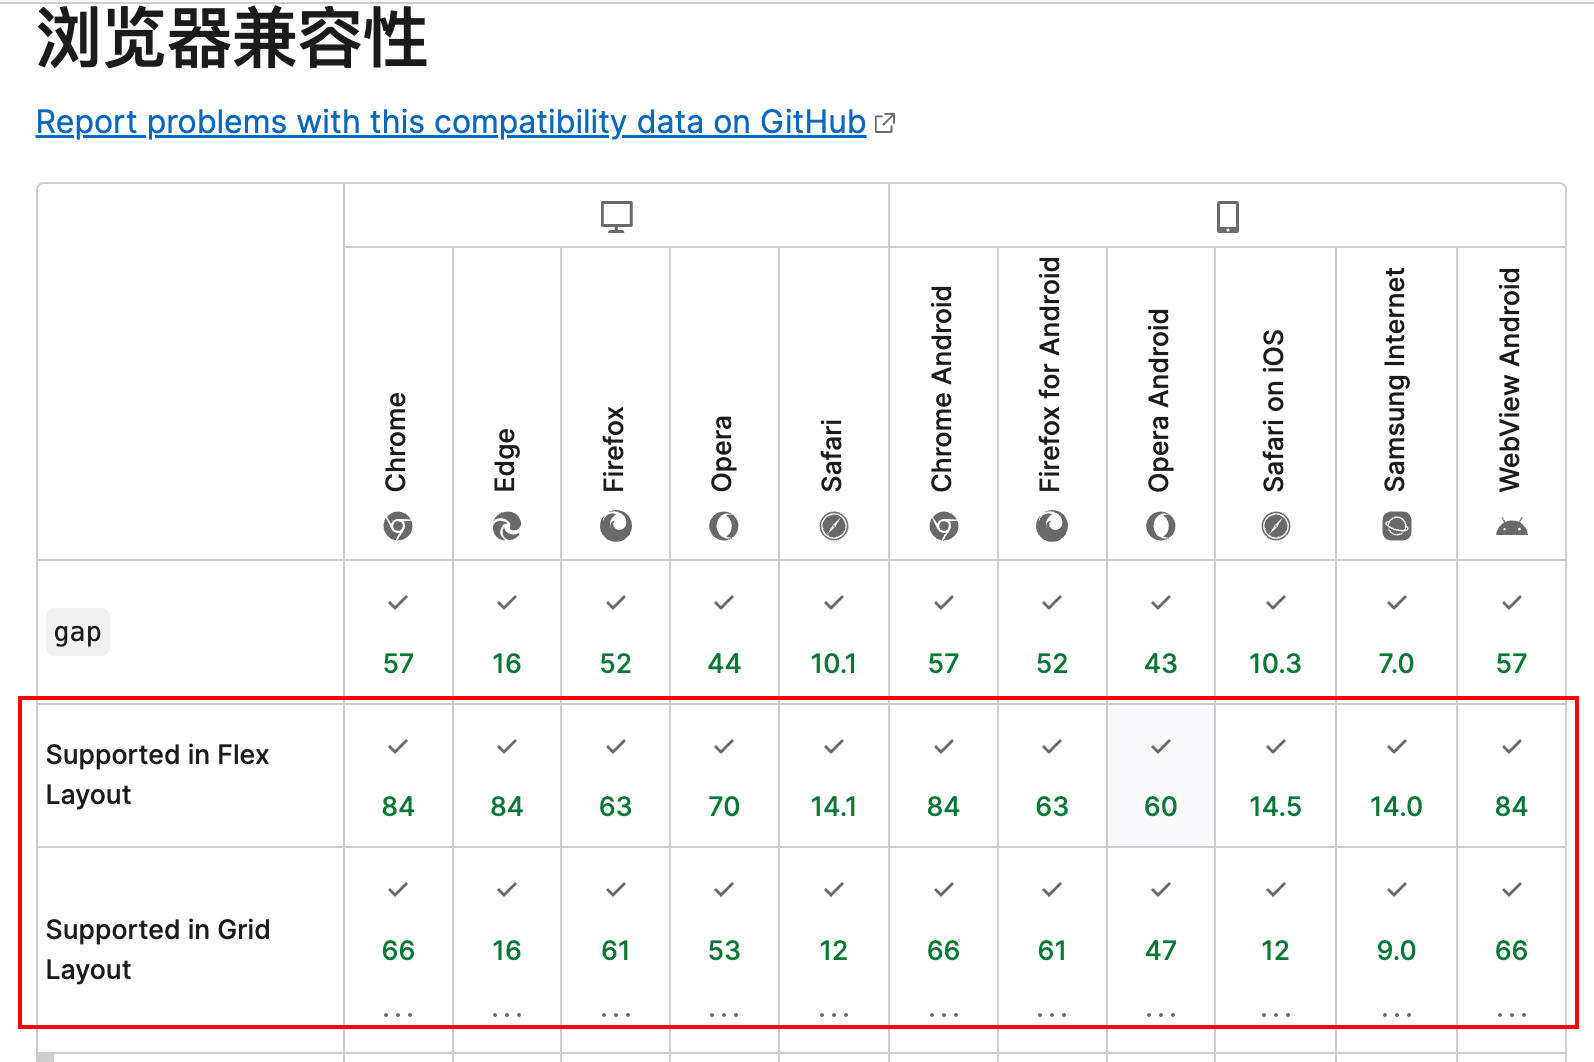 浏览器兼容性
Report problems with this compatibility data on GitHub
Chrome
Edge
Firefox
Opera
Safari
Chrome Android
Firefox for Android
Opera Android
Safari on iOS
Samsung Internet
WebView Android
gap
57 16 52 44 10.1 57 52 43 10.3 7.0 57
Supported in Flex
Layout
84 84 63 70 14.1 84 63 60 14.5 14.0 84
Supported in Grid
Layout
66 16 61 53 12 66 61 47 12 9.0 66
... ... ... ... ... ... ... ... ... ... ...